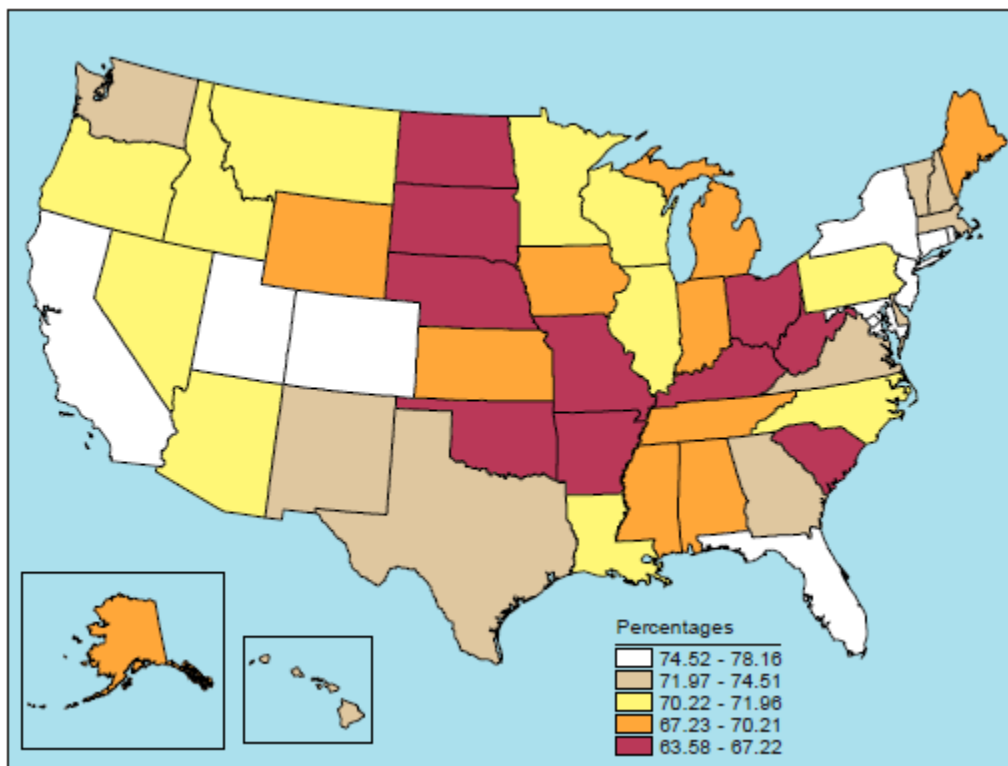 Percentages
74.52 - 78.16
71.97 - 74.51
70.22 - 71.96
67.23 - 70.21
63.58 - 67.22